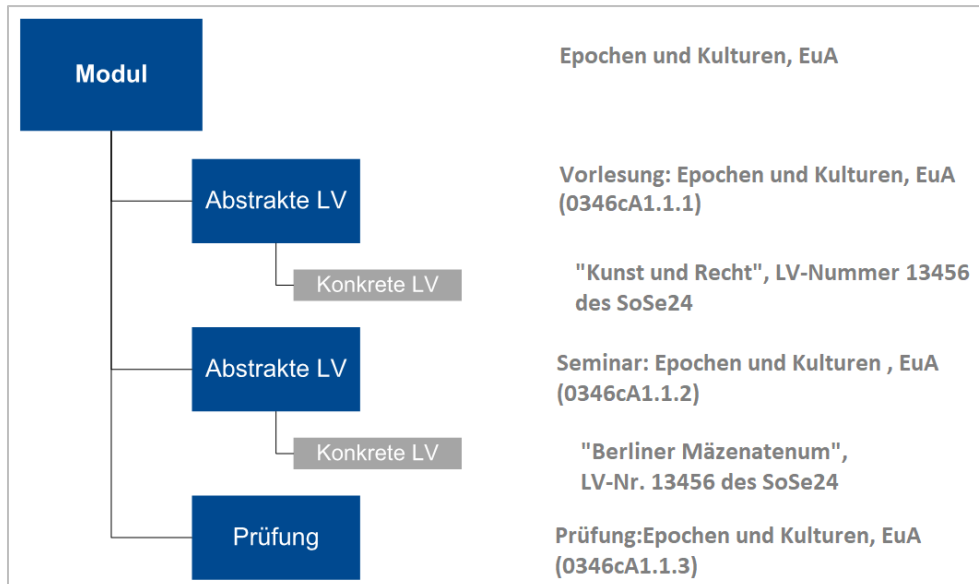 Modul
Epochen und Kulturen, EuA
Abstrakte LV
Vorlesung: Epochen und Kulturen, EuA
(0346cA1.1.1)
Konkrete LV
"Kunst und Recht", LV-Nummer 13456
des SoSe24
Abstrakte LV
Seminar: Epochen und Kulturen , EuA
(0346cA1.1.2)
Konkrete LV
"Berliner Mäzenatenum",
LV-Nr. 13456 des SoSe24
Prüfung
Prüfung:Epochen und Kulturen, EuA
(0346cA1.1.3)